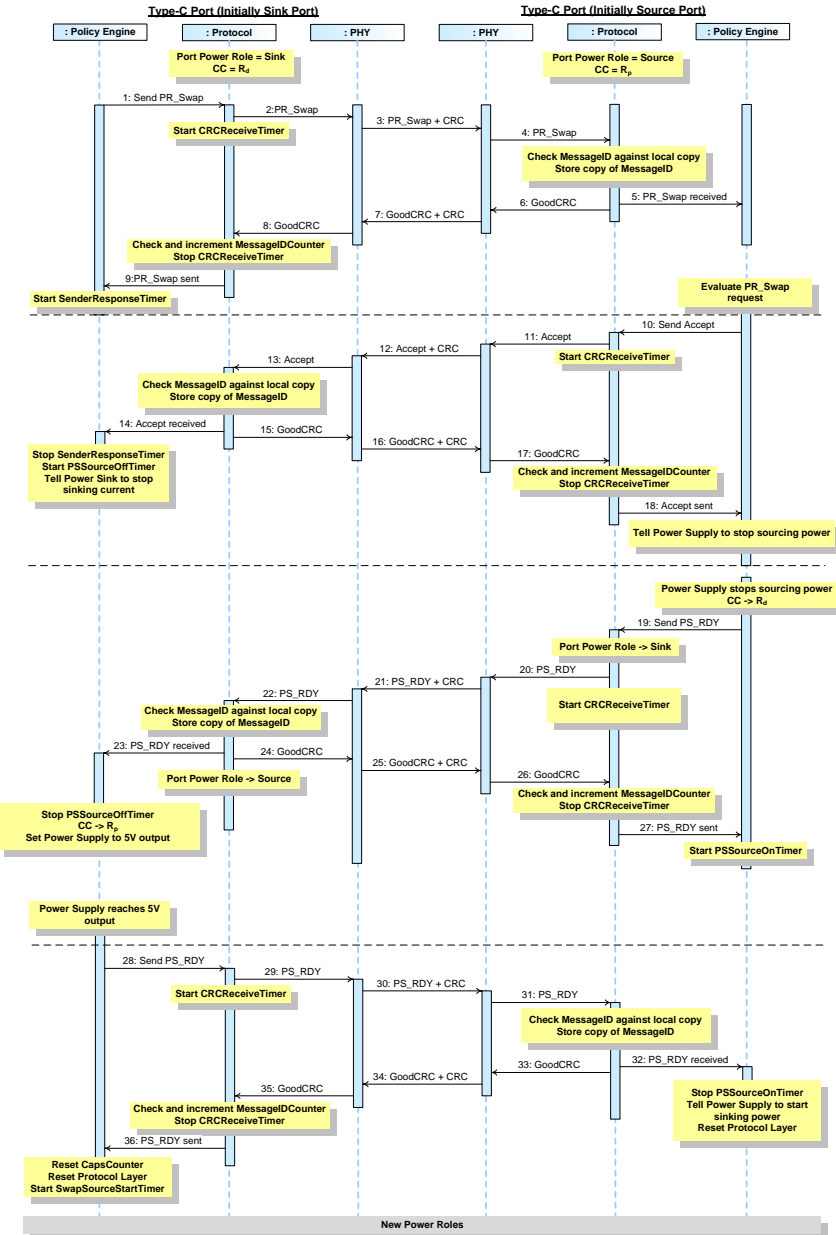 Type-C Port (Initially Sink Port)
Type-C Port (Initially Source Port)
: Policy Engine
: Protocol
: PHY
: PHY
: Protocol
: Policy Engine
Port Power Role = Sink
CC = Rd
Port Power Role = Source
CC = Rp
1: Send PR_Swap
2:PR_Swap
Start CRCReceiveTimer
3: PR_Swap + CRC
4: PR_Swap
Check MessageID against local copy
Store copy of MessageID
5: PR_Swap received
6: GoodCRC
7: GoodCRC + CRC
8: GoodCRC
Check and increment MessageIDCounter
Stop CRCReceiveTimer
9:PR_Swap sent
Start SenderResponseTimer
Evaluate PR_Swap
request
10: Send Accept
11: Accept
Start CRCReceiveTimer
12: Accept + CRC
13: Accept
Check MessageID against local copy
Store copy of MessageID
14: Accept received
15: GoodCRC
16: GoodCRC + CRC
17: GoodCRC
Stop SenderResponseTimer
Start PSSourceOffTimer
Tell Power Sink to stop
sinking current
Check and increment MessageIDCounter
Stop CRCReceiveTimer
18: Accept sent
Tell Power Supply to stop sourcing power
Power Supply stops sourcing power
CC -> Rd
19: Send PS_RDY
Port Power Role -> Sink
20: PS_RDY
21: PS_RDY + CRC
22: PS_RDY
Start CRCReceiveTimer
Check MessageID against local copy
Store copy of MessageID
23: PS_RDY received
24: GoodCRC
25: GoodCRC + CRC
26: GoodCRC
Port Power Role -> Source
Check and increment MessageIDCounter
Stop CRCReceiveTimer
Stop PSSourceOffTimer
CC -> Rp
Set Power Supply to 5V output
27: PS_RDY sent
Start PSSourceOnTimer
Power Supply reaches 5V
output
28: Send PS_RDY
29: PS_RDY
Start CRCReceiveTimer
30: PS_RDY + CRC
31: PS_RDY
Check MessageID against local copy
Store copy of MessageID
32: PS_RDY received
33: GoodCRC
34: GoodCRC + CRC
35: GoodCRC
Stop PSSourceOnTimer
Tell Power Supply to start
sinking power
Reset Protocol Layer
Check and increment MessageIDCounter
Stop CRCReceiveTimer
36: PS_RDY sent
Reset CapsCounter
Reset Protocol Layer
Start SwapSourceStartTimer
New Power Roles